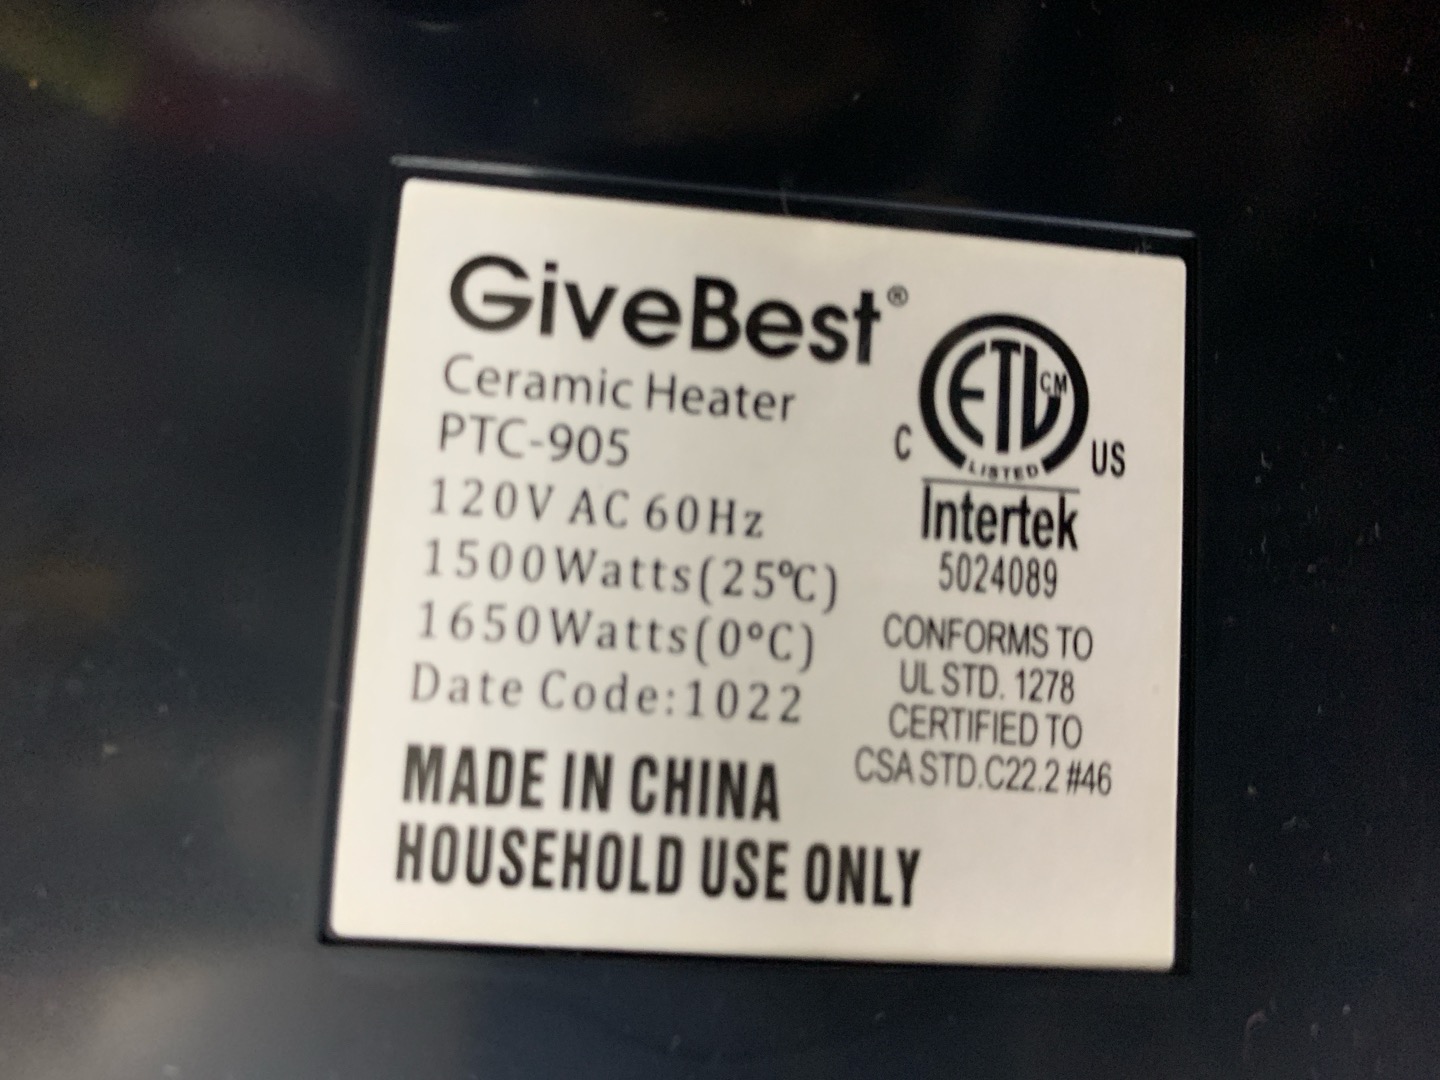 GiveBest®
Ceramic Heater
PTC-905
120V AC 60Hz
1500Watts(25℃)
1650Watts(0°C)
Date Code:1022
MADE IN CHINA
HOUSEHOLD USE ONLY
ETL CM
C US
LISTED
Intertek
5024089
CONFORMS TO
UL STD. 1278
CERTIFIED TO
CSA STD.C22.2 #46